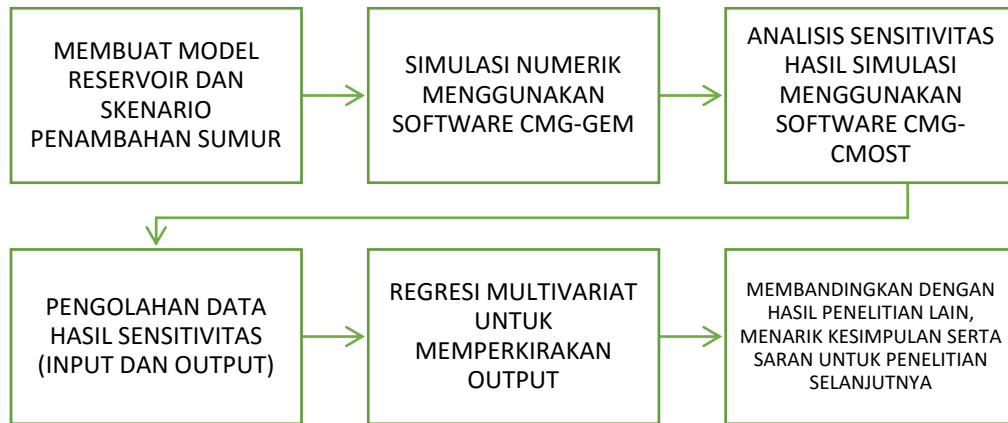 MEMBUAT MODEL
RESERVOIR DAN
SKENARIO
PENAMBAHAN SUMUR
SIMULASI NUMERIK
MENGGUNAKAN
SOFTWARE CMG-GEM
ANALISIS SENSITIVITAS
HASIL SIMULASI
MENGGUNAKAN
SOFTWARE CMG-
CMOST
PENGOLAHAN DATA
HASIL SENSITIVITAS
(INPUT DAN OUTPUT)
REGRESI MULTIVARIAT
UNTUK
MEMPERKIRAKAN
OUTPUT
MEMBANDINGKAN DENGAN
HASIL PENELITIAN LAIN,
MENARIK KESIMPULAN SERTA
SARAN UNTUK PENELITIAN
SELANJUTNYA